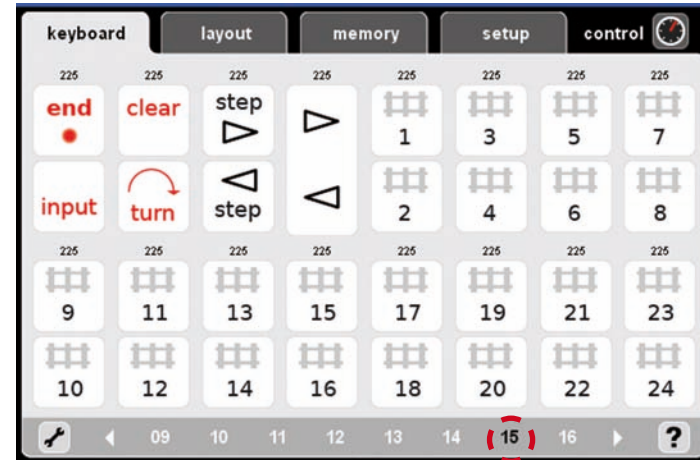 keyboard layout memory setup control
225 225 225 225 225 225 225 225
end clear step 1 3 5 7
input turn step 2 4 6 8
225 225 225 225 225 225 225 225
9 11 13 15 17 19 21 23
10 12 14 16 18 20 22 24
09 10 11 12 13 14 15 16 ?